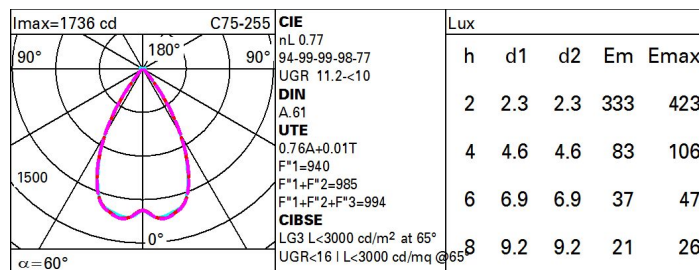 Imax=1736 cd C75-255
90° 180° 90°
1500
0°
α=60°
CIE
nL 0.77
94-99-99-98-77
UGR 11.2-<10
DIN
A.61
UTE
0.76A+0.01T
F"1=940
F"1+F"2=985
F"1+F"2+F"3=994
CIBSE
LG3 L<3000 cd/m² at 65°
UGR<16 | L<3000 cd/mq @65°
Lux
h d1 d2 Em Emax
2 2.3 2.3 333 423
4 4.6 4.6 83 106
6 6.9 6.9 37 47
8 9.2 9.2 21 26